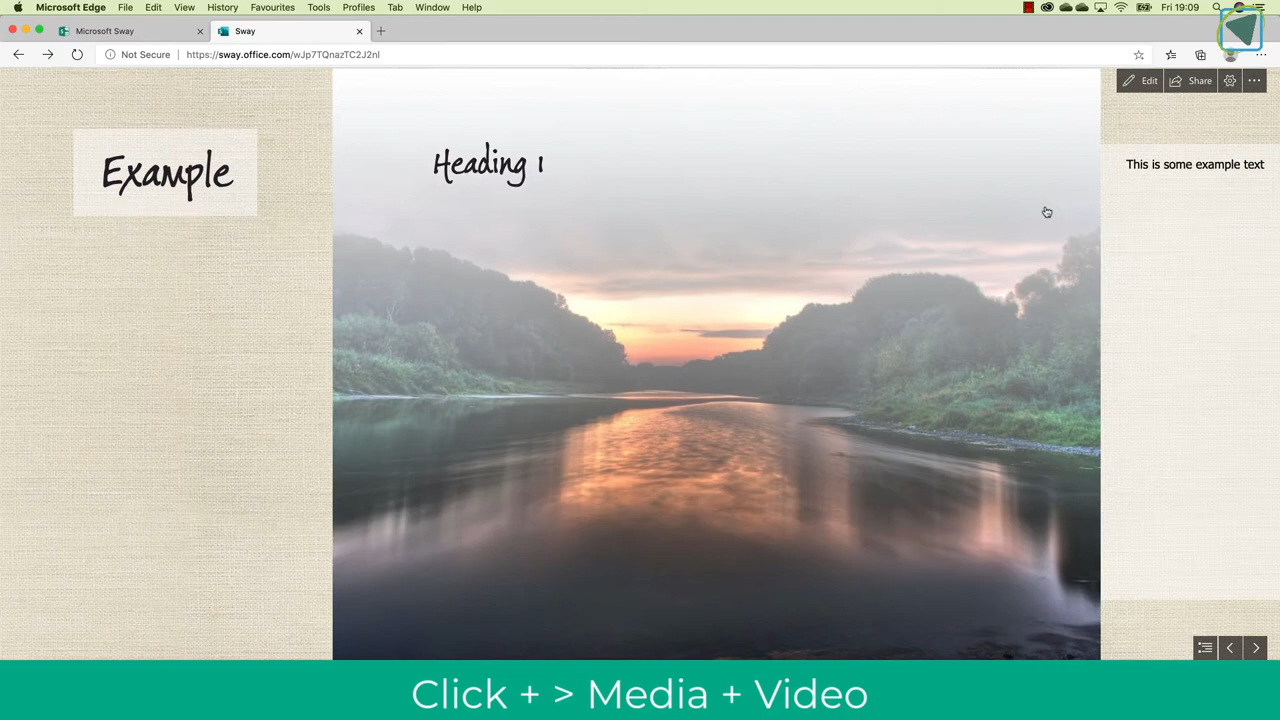 Microsoft Edge File Edit View History Favourites Tools Profiles Tab Window Help Fri 19:09
Microsoft Sway Sway
Not Secure https://sway.office.com/wJp7TQnazTC2J2nl
Edit Share
Example
Heading 1
This is some example text
Click + > Media + Video